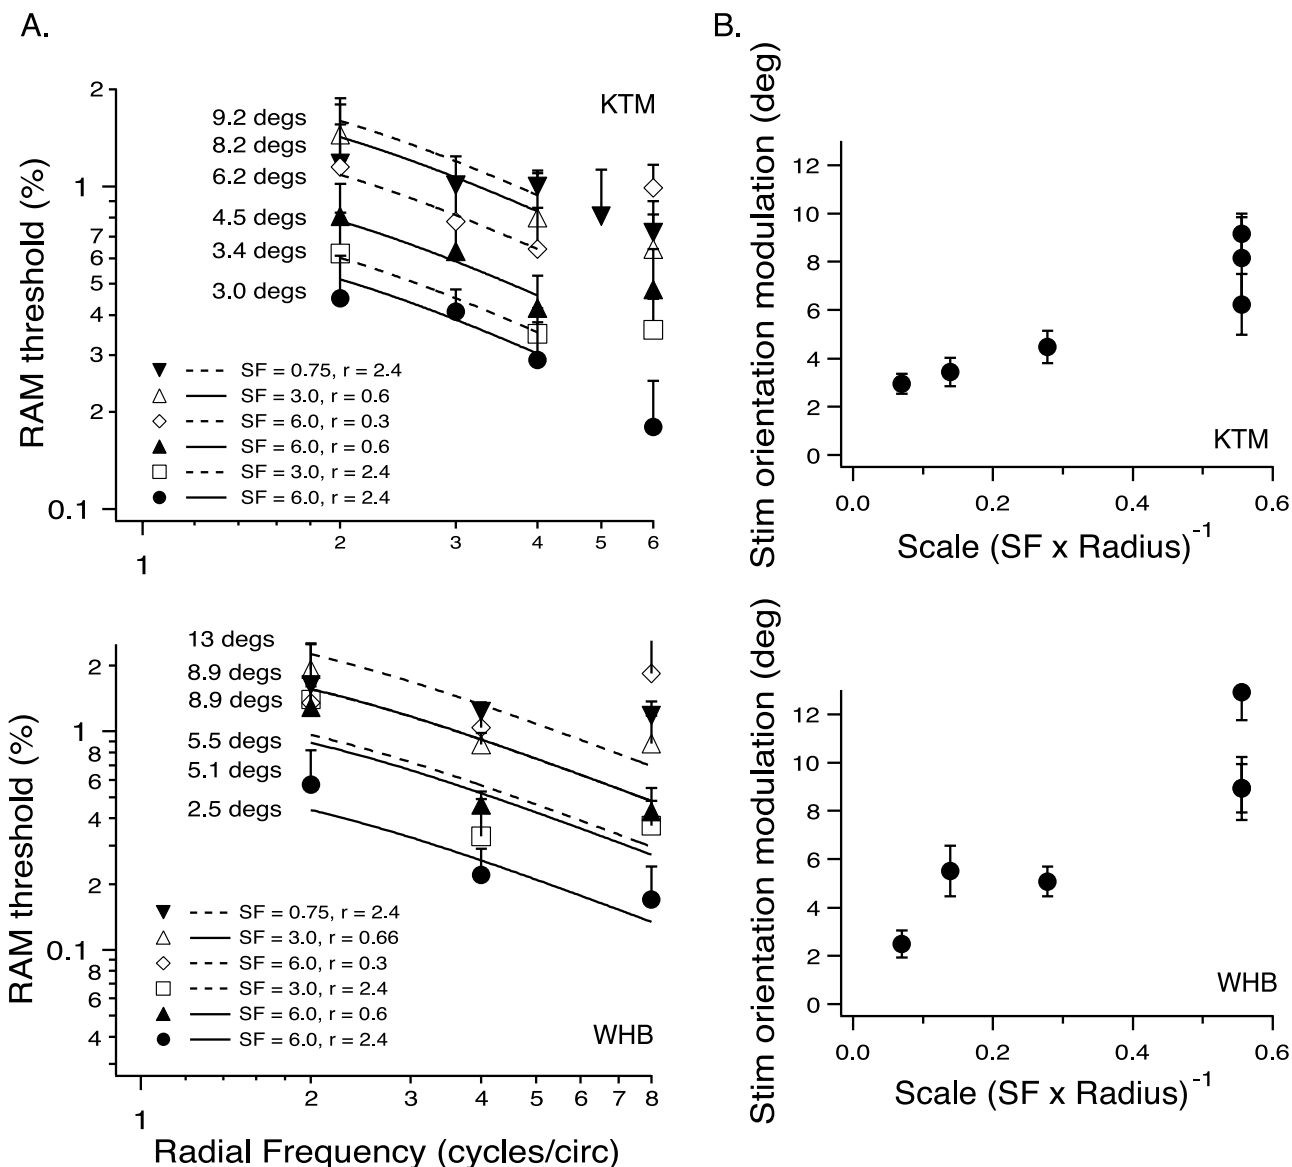 A.
RAM threshold (%)
2
1
7
6
5
4
3
2
0.1
9.2 degs
8.2 degs
6.2 degs
4.5 degs
3.4 degs
3.0 degs
KTM
SF = 0.75, r = 2.4
SF = 3.0, r = 0.6
SF = 6.0, r = 0.3
SF = 6.0, r = 0.6
SF = 3.0, r = 2.4
SF = 6.0, r = 2.4
1
2
3
4
5
6
B.
Stim orientation modulation (deg)
12
10
8
6
4
2
0
KTM
0.0
0.2
0.4
0.6
Scale (SF x Radius)⁻¹
RAM threshold (%)
2
1
8
6
4
2
0.1
8
6
4
13 degs
8.9 degs
8.9 degs
5.5 degs
5.1 degs
2.5 degs
SF = 0.75, r = 2.4
SF = 3.0, r = 0.66
SF = 6.0, r = 0.3
SF = 3.0, r = 2.4
SF = 6.0, r = 0.6
SF = 6.0, r = 2.4
WHB
1
2
3
4
5
6
7
8
Radial Frequency (cycles/circ)
Stim orientation modulation (deg)
12
10
8
6
4
2
0
WHB
0.0
0.2
0.4
0.6
Scale (SF x Radius)⁻¹